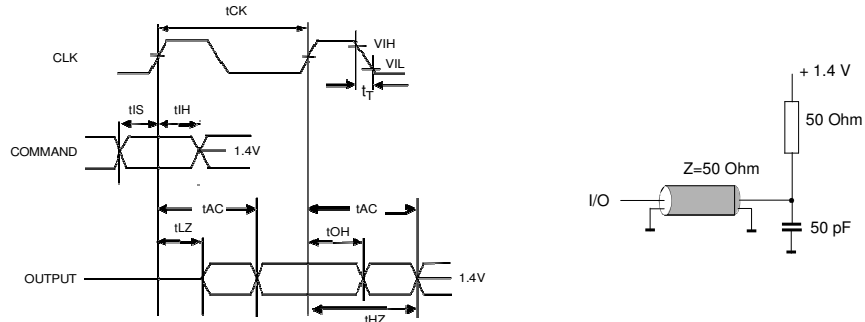 tCK
CLK
VIH
VIL
tT
tIS
tIH
COMMAND
1.4V
tAC
tAC
tLZ
tOH
OUTPUT
1.4V
tHZ
+ 1.4 V
50 Ohm
Z=50 Ohm
I/O
50 pF